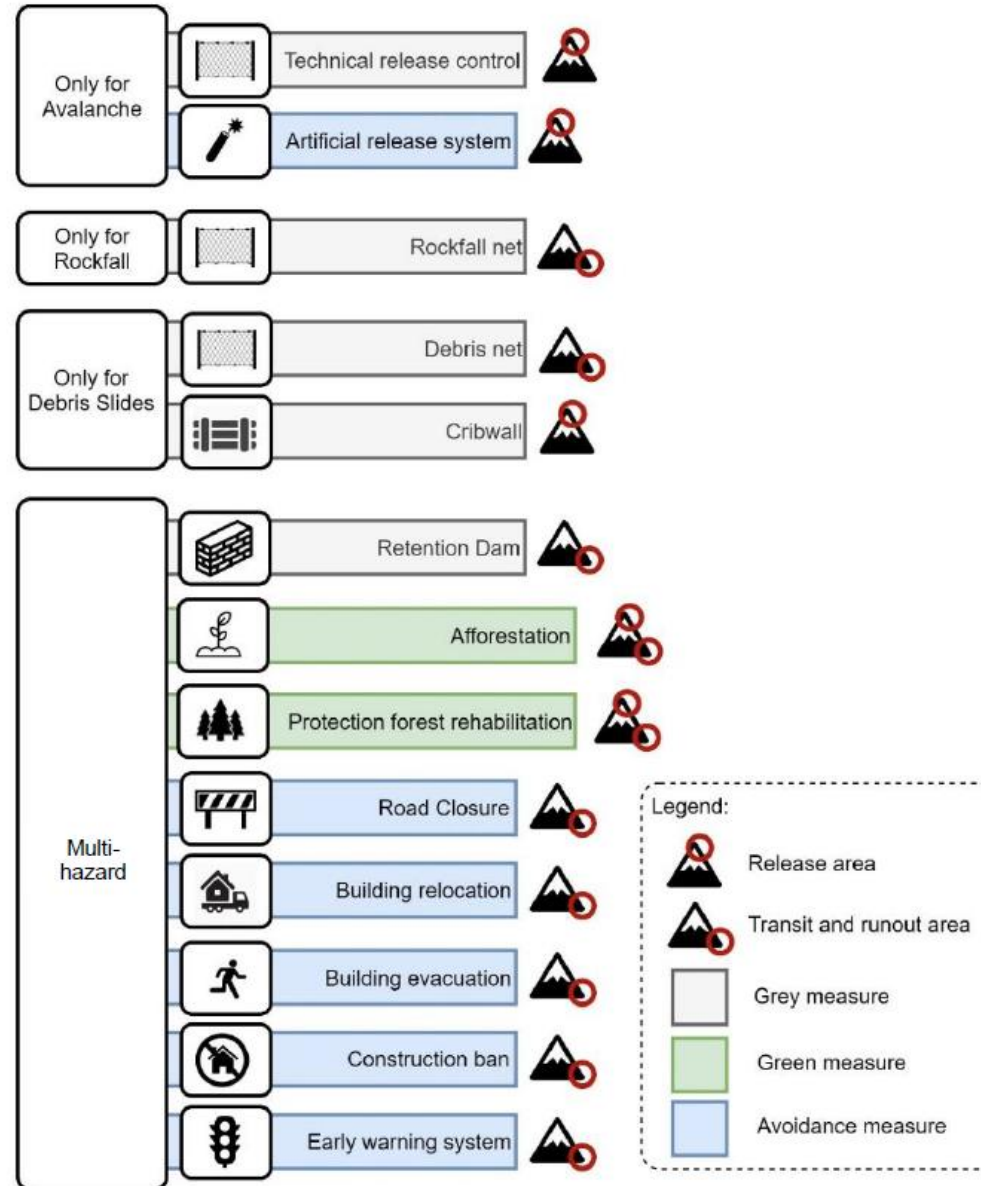 Only for
Avalanche
Technical release control
Artificial release system
Only for
Rockfall
Rockfall net
Only for
Debris Slides
Debris net
Cribwall
Multi-
hazard
Retention Dam
Afforestation
Protection forest rehabilitation
Road Closure
Building relocation
Building evacuation
Construction ban
Early warning system
Legend:
Release area
Transit and runout area
Grey measure
Green measure
Avoidance measure